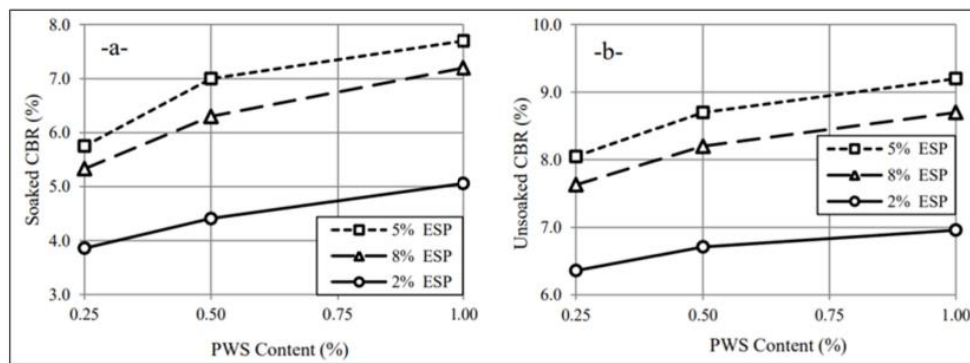 -a-
Soaked CBR (%)
8.0
7.0
6.0
5.0
4.0
3.0
5% ESP
8% ESP
2% ESP
0.25 0.50 0.75 1.00
PWS Content (%)
-b-
Unsoaked CBR (%)
10.0
9.0
8.0
7.0
6.0
5% ESP
8% ESP
2% ESP
0.25 0.50 0.75 1.00
PWS Content (%)